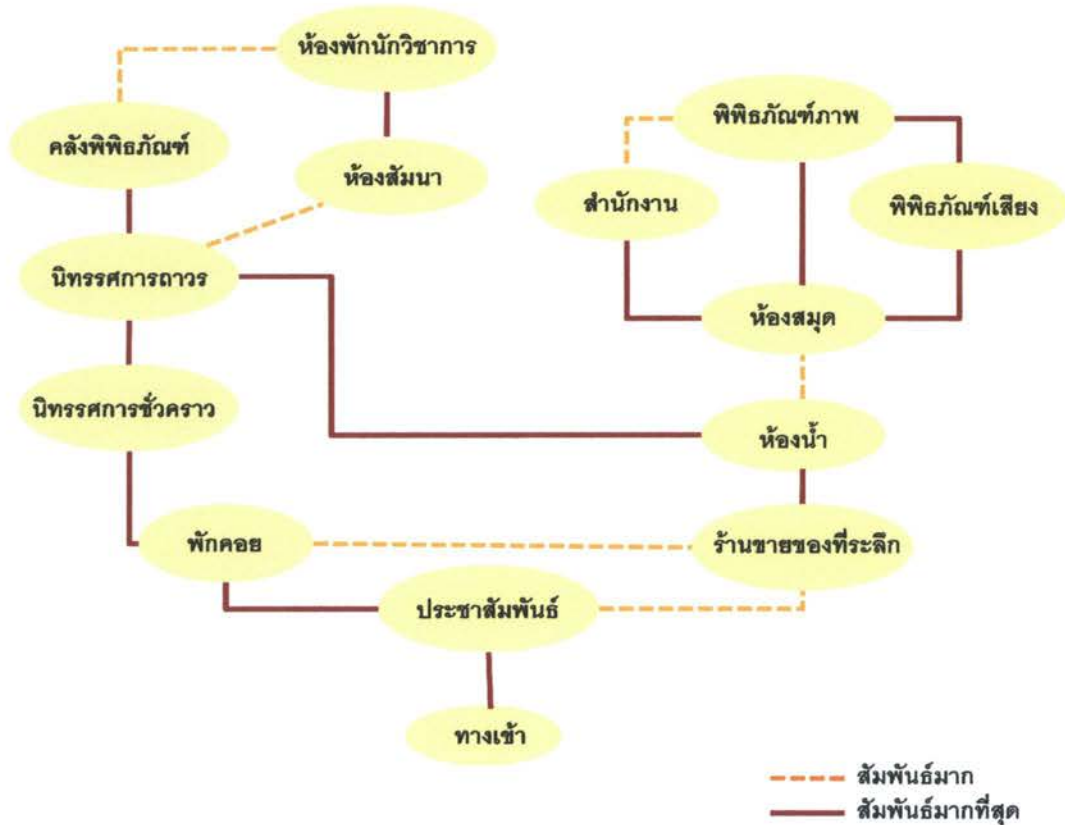 ห้องพักนักวิชาการ
พิพิธภัณฑ์ภาพ
คลังพิพิธภัณฑ์
ห้องสัมนา
สำนักงาน
พิพิธภัณฑ์เสียง
นิทรรศการถาวร
ห้องสมุด
นิทรรศการชั่วคราว
ห้องน้ำ
พักคอย
ร้านขายของที่ระลึก
ประชาสัมพันธ์
ทางเข้า
สัมพันธ์มาก
สัมพันธ์มากที่สุด